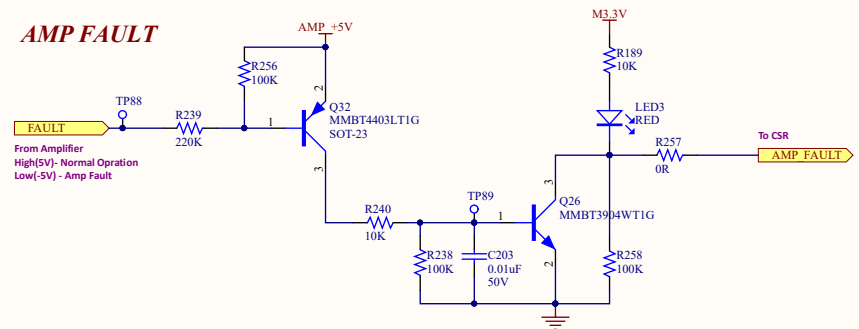 AMP FAULT
AMP_+5V
M3.3V
R256
100K
R189
10K
TP88
R239
220K
FAULT
1
2
3
Q32
MMBT4403LT1G
SOT-23
LED3
RED
From Amplifier
High(5V)- Normal Opration
Low(-5V) - Amp Fault
R257
0R
To CSR
AMP_FAULT
R240
10K
TP89
1
3
2
Q26
MMBT3904WT1G
R238
100K
C203
0.01uF
50V
R258
100K